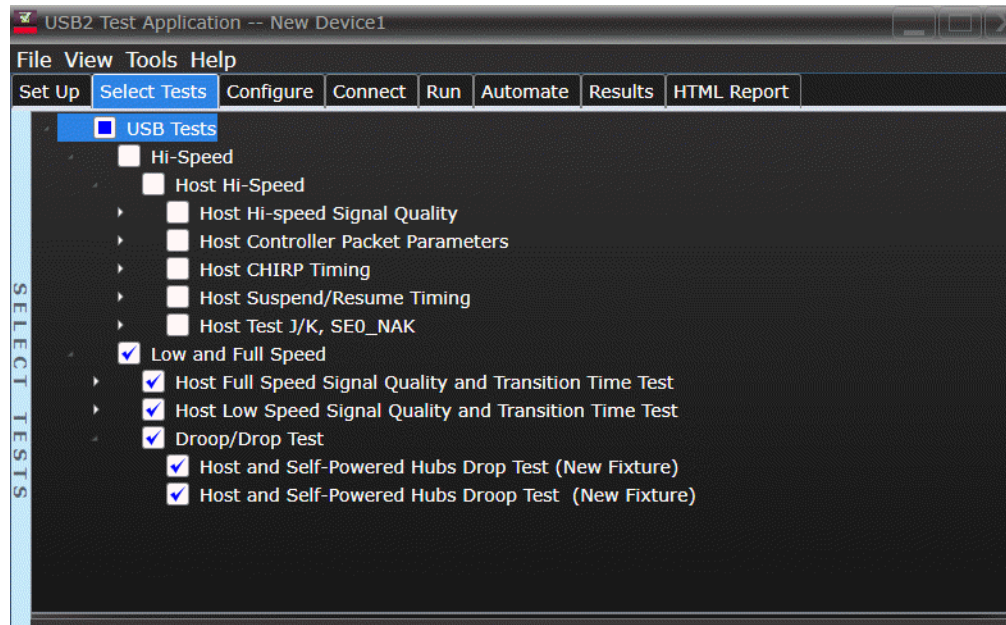 USB2 Test Application -- New Device1
File View Tools Help
Set Up Select Tests Configure Connect Run Automate Results HTML Report
USB Tests
Hi-Speed
Host Hi-Speed
Host Hi-speed Signal Quality
Host Controller Packet Parameters
Host CHIRP Timing
Host Suspend/Resume Timing
Host Test J/K, SE0_NAK
Low and Full Speed
Host Full Speed Signal Quality and Transition Time Test
Host Low Speed Signal Quality and Transition Time Test
Droop/Drop Test
Host and Self-Powered Hubs Drop Test (New Fixture)
Host and Self-Powered Hubs Droop Test (New Fixture)
SELECT TESTS